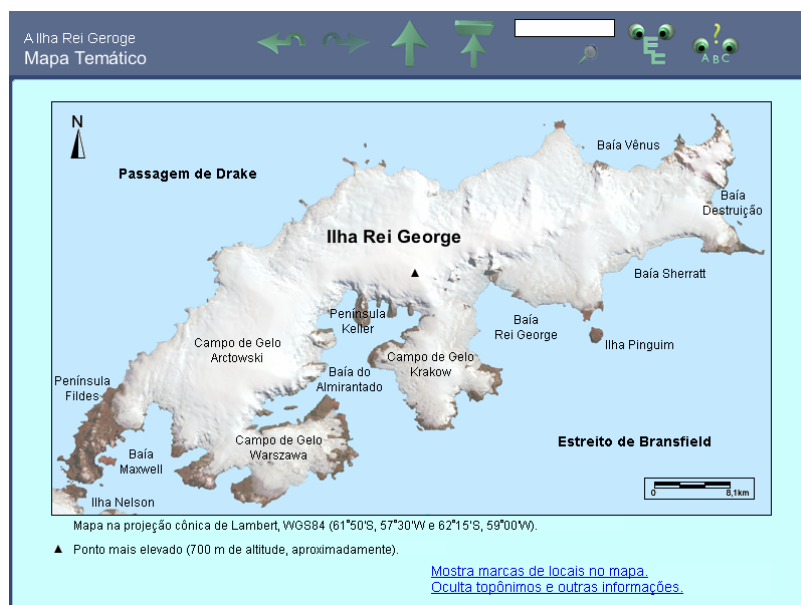 A Ilha Rei Geroge
Mapa Temático
?
ABC
N
Passagem de Drake
Baía Vênus
Baía
Destruição
Ilha Rei George
Baía Sherratt
Península
Keller
Baía
Rei George
Ilha Pinguim
Campo de Gelo
Arctowski
Campo de Gelo
Krakow
Baía do
Almirantado
Península
Fildes
Campo de Gelo
Warszawa
Estreito de Bransfield
Baía
Maxwell
Ilha Nelson
0 8,1km
Mapa na projeção cônica de Lambert, WGS84 (61°50'S, 57°30'W e 62°15'S, 59°00'W).
▲ Ponto mais elevado (700 m de altitude, aproximadamente).
Mostra marcas de locais no mapa.
Oculta topônimos e outras informações.